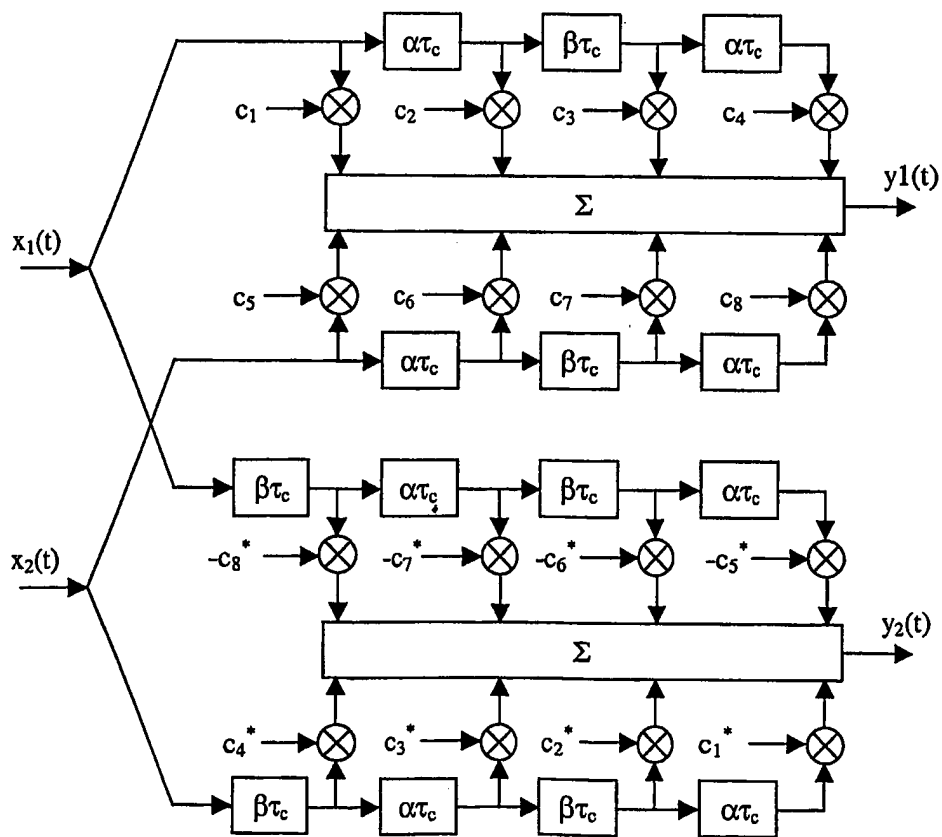 ατc βτc ατc
c1 c2 c3 c4
y1(t)
Σ
x1(t)
c5 c6 c7 c8
ατc βτc ατc
βτc ατc βτc ατc
-c8* -c7* -c6* -c5*
x2(t)
y2(t)
Σ
c4* c3* c2* c1*
βτc ατc βτc ατc